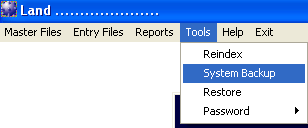 Land .....................
Master Files Entry Files Reports Tools Help Exit
Reindex
System Backup
Restore
Password